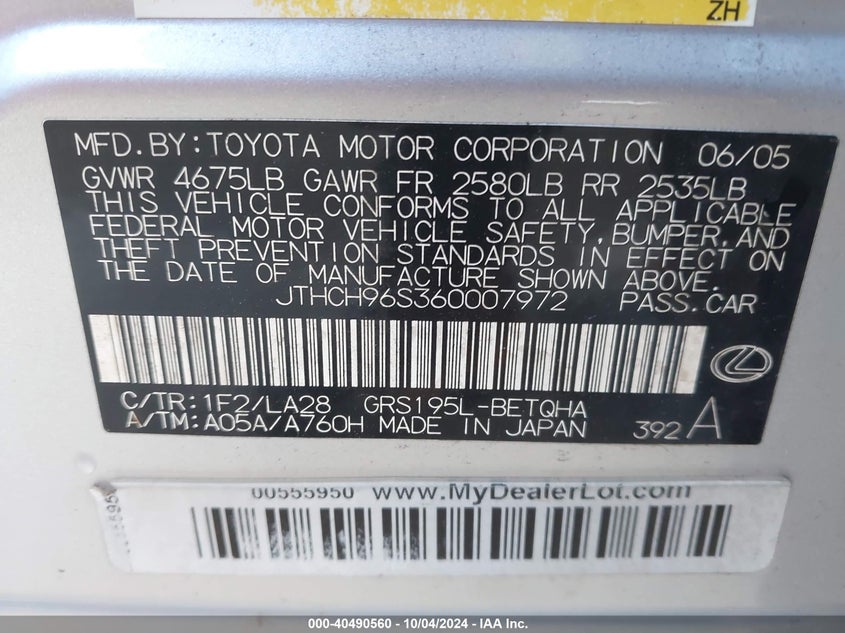 ZH
MFD.BY:TOYOTA MOTOR CORPORATION 06/05
GVWR 4675LB GAWR FR 2580LB RR 2535LB
THIS VEHICLE CONFORMS TO ALL APPLICABLE
FEDERAL MOTOR VEHICLE SAFETY,BUMPER,AND
THEFT PREVENTION STANDARDS IN EFFECT ON
THE DATE OF MANUFACTURE SHOWN ABOVE.
JTHCH96S360007972 PASS.CAR
C/TR:1F2/LA28 GRS195L-BETQHA
A/TM:A05A/A760H MADE IN JAPAN 392 A
00555950 www.MyDealerLot.com
000-40490560 - 10/04/2024 - IAA Inc.